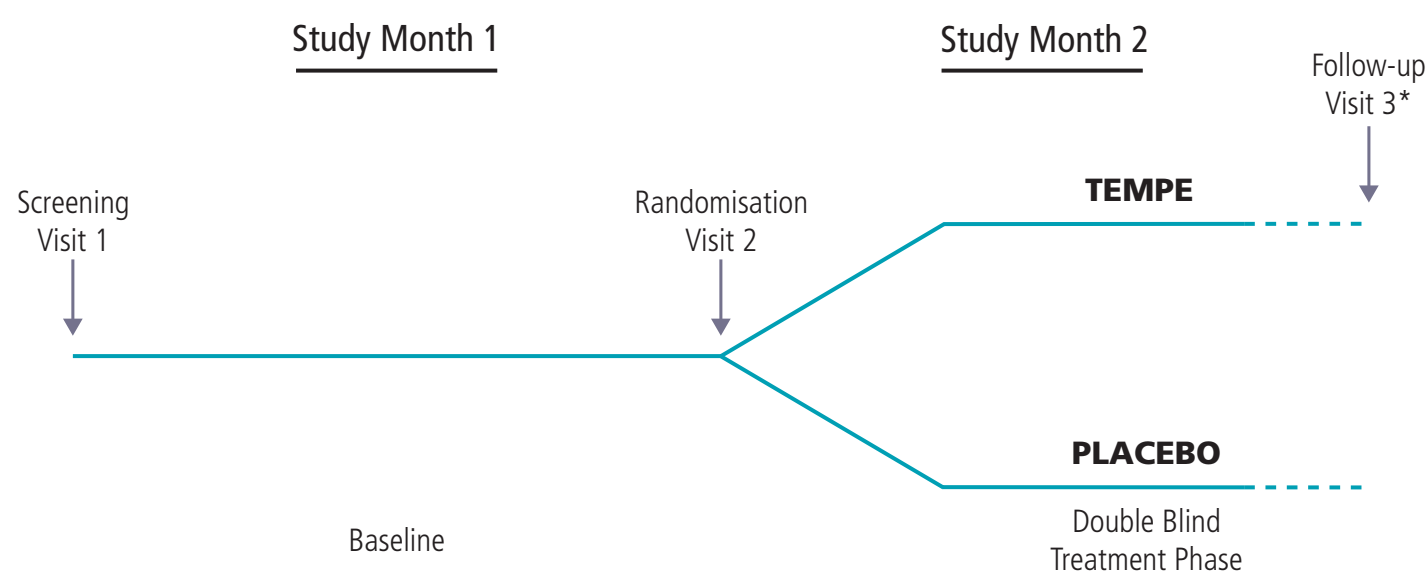 Study Month 1
Study Month 2
Follow-up
Visit 3*
Screening
Visit 1
Randomisation
Visit 2
TEMPE
PLACEBO
Baseline
Double Blind
Treatment Phase